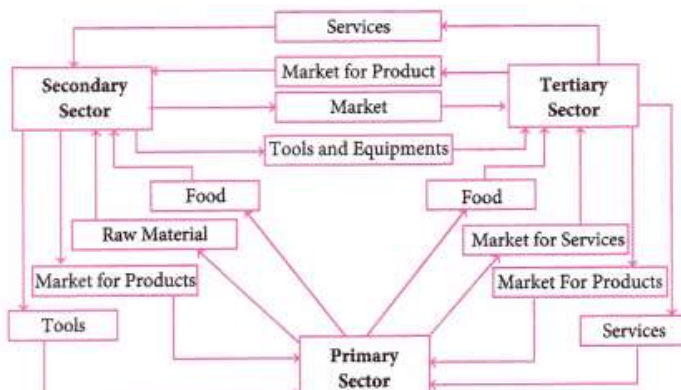 Services
Market for Product
Secondary
Sector
Tertiary
Sector
Market
Tools and Equipments
Food
Food
Raw Material
Market for Services
Market for Products
Market For Products
Tools
Services
Primary
Sector